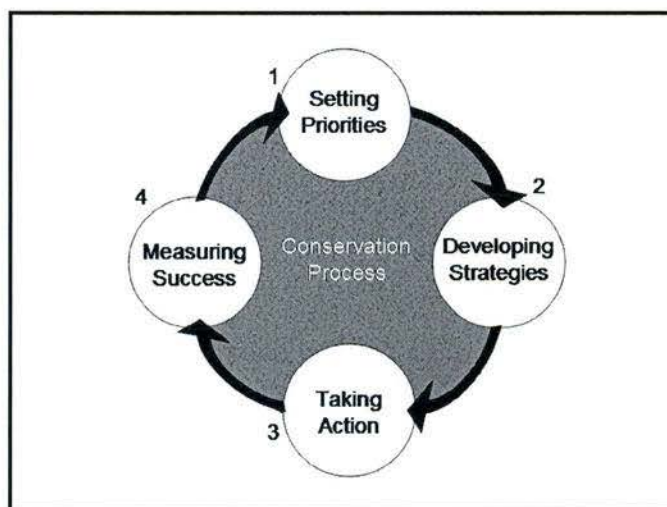 1
Setting
Priorities
2
Developing
Strategies
Conservation
Process
3
Taking
Action
4
Measuring
Success